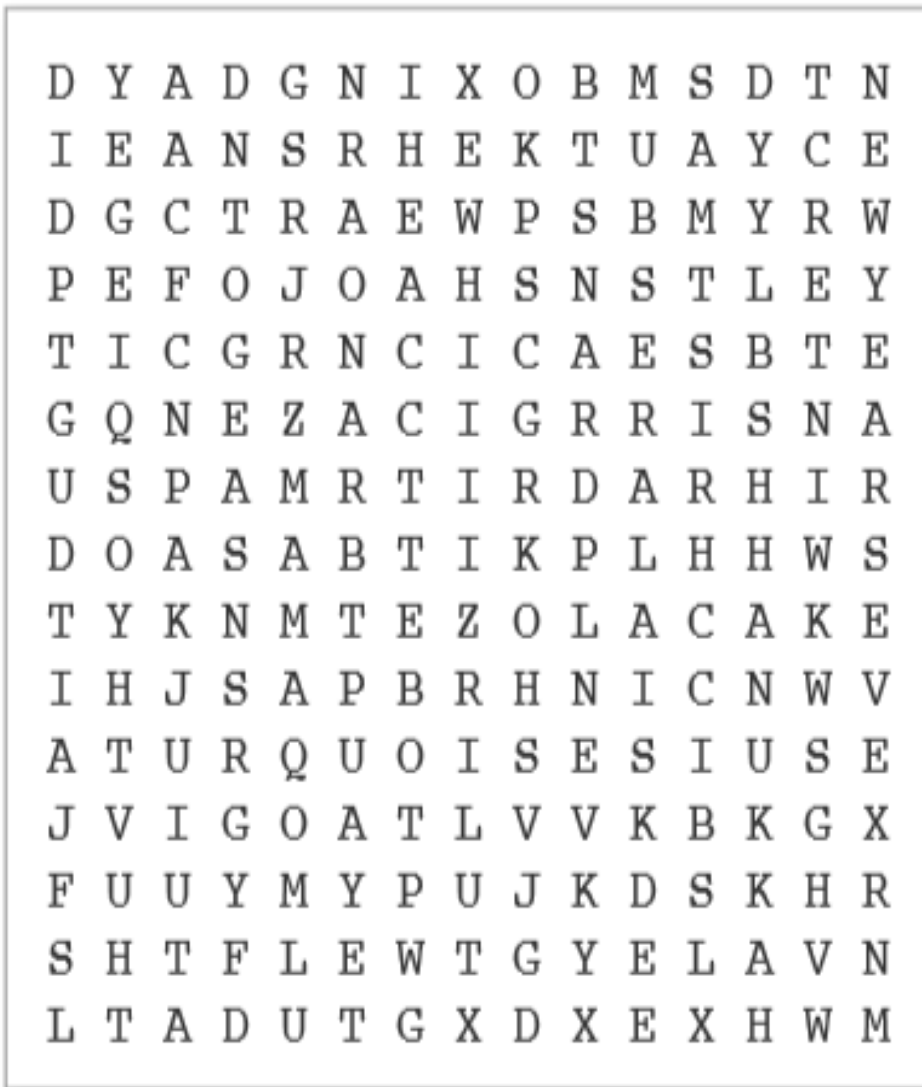 D Y A D G N I X O B M S D T N
I E A N S R H E K T U A Y C E
D G C T R A E W P S B M Y R W
P E F O J O A H S N S T L E Y
T I C G R N C I C A E S B T E
G Q N E Z A C I G R R I S N A
U S P A M R T I R D A R H I R
D O A S A B T I K P L H H W S
T Y K N M T E Z O L A C A K E
I H J S A P B R H N I C N W V
A T U R Q U O I S E S I U S E
J V I G O A T L V V K B K G X
F U U Y M Y P U J K D S K H R
S H T F L E W T G Y E L A V N
L T A D U T G X D X E X H W M